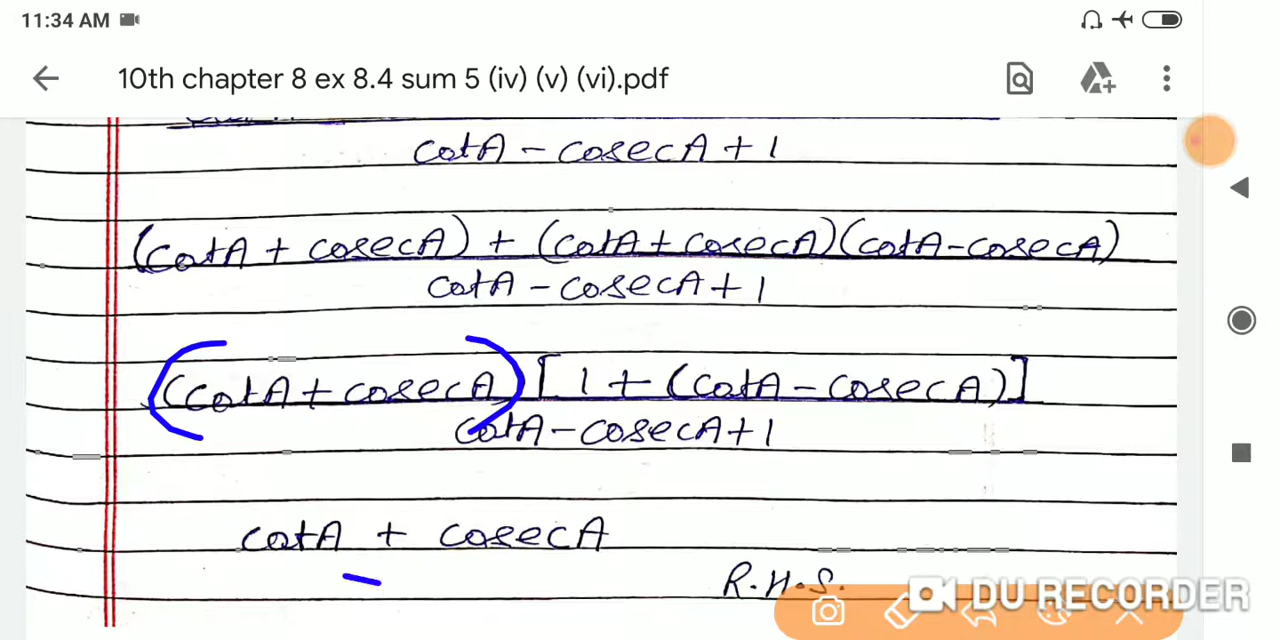 11:34 AM
10th chapter 8 ex 8.4 sum 5 (iv) (v) (vi).pdf
cotA - cosecA + 1
(cotA + cosecA) + (cotA + cosecA)(cotA - cosecA)
cotA - cosecA + 1
(cotA + cosecA) [1 + (cotA - cosecA)]
cotA - cosecA + 1
cotA + cosecA
R.H.S.
DU RECORDER